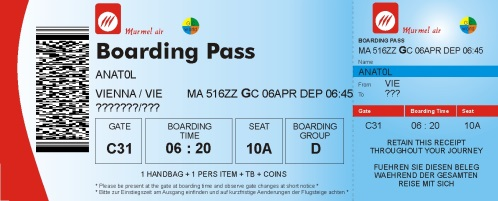 Marmel air
Boarding Pass
ANAT0L
VIENNA / VIE MA 516ZZ GC 06APR DEP 06:45
???????/???
GATE BOARDING TIME SEAT BOARDING GROUP
C31 06 : 20 10A D
1 HANDBAG + 1 PERS ITEM + TB + COINS
* Please be present at the gate at boarding time and observe gate changes at short notice *
* Bitte zur Einstiegszeit am Ausgang einfinden und auf kurzfristige Aenderungen der Flugsteige achten *
Marmel air
BOARDING PASS
MA 516ZZ GC 06APR DEP 06:45
Name
ANAT0L
From VIE
To ???
Gate Boarding Time Seat
C31 06 : 20 10A
RETAIN THIS RECEIPT
THROUGHOUT YOUR JOURNEY
FUEHREN SIE DIESEN BELEG
WAEHREND DER GESAMTEN
REISE MIT SICH